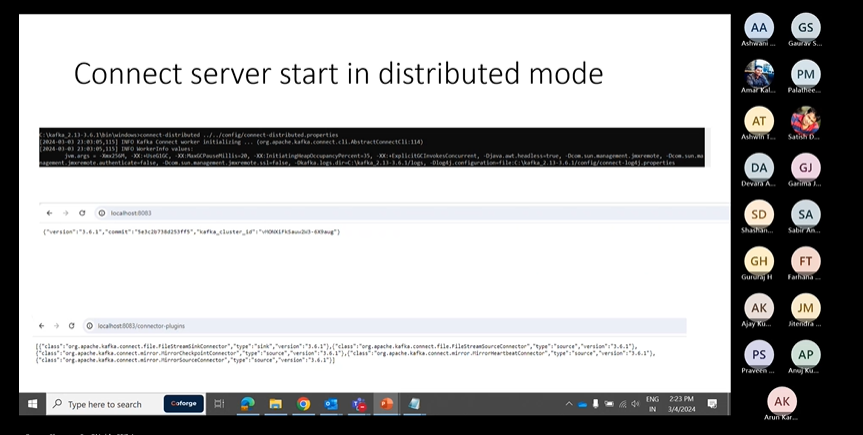 Connect server start in distributed mode
C:\kafka_2.13-3.6.1\bin\windows>connect-distributed ../../config/connect-distributed.properties
[2024-03-03 23:03:05,115] INFO Kafka Connect worker initializing ... (org.apache.kafka.connect.cli.AbstractConnectCli:114)
[2024-03-03 23:03:05,115] INFO WorkerInfo values:
jvm.args = -Xmx256M, -XX:+UseG1GC, -XX:MaxGCPauseMillis=20, -XX:InitiatingHeapOccupancyPercent=35, -XX:+ExplicitGCInvokesConcurrent, -Djava.awt.headless=true, -Dcom.sun.management.jmxremote, -Dcom.sun.ma
nagement.jmxremote.authenticate=false, -Dcom.sun.management.jmxremote.ssl=false, -Dkafka.logs.dir=C:\kafka_2.13-3.6.1/logs, -Dlog4j.configuration=file:C:\kafka_2.13-3.6.1/config/connect-log4j.properties
localhost:8083
{"version":"3.6.1","commit":"5e3c2b738d253ff5","kafka_cluster_id":
localhost:8083/connector-plugins
[{"class":"org.apache.kafka.connect.file.FileStreamSinkConnector","type":"sink","version":"3.6.1"},{"class":"org.apache.kafka.connect.file.FileStreamSourceConnector","type":"source","version":"3.6.1"},
{"class":"org.apache.kafka.connect.mirror.MirrorCheckpointConnector","type":"source","version":"3.6.1"},{"class":"org.apache.kafka.connect.mirror.MirrorHeartbeatConnector","type":"source","version":"3.6.1"},
{"class":"org.apache.kafka.connect.mirror.MirrorSourceConnector","type":"source","version":"3.6.1"}]
Type here to search
Coforge
ENG
IN
2:23 PM
3/4/2024
AA
GS
Ashwani ...
Gaurav S...
PM
Amar Kal...
Palathee...
AT
Ashwin T...
Satish D...
DA
GJ
Devara A...
Garima J...
SD
SA
Shashan...
Sabir An...
GH
FT
Gururaj H
Farhana ...
AK
JM
Ajay Ku...
Jitendra ...
PS
AP
Praveen ...
Anuj Ku...
AK
Arun Kar...